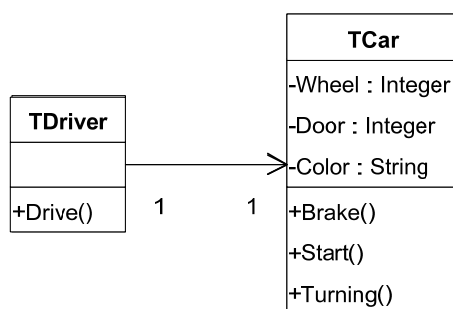 TDriver
+Drive()
1
1
TCar
-Wheel : Integer
-Door : Integer
-Color : String
+Brake()
+Start()
+Turning()